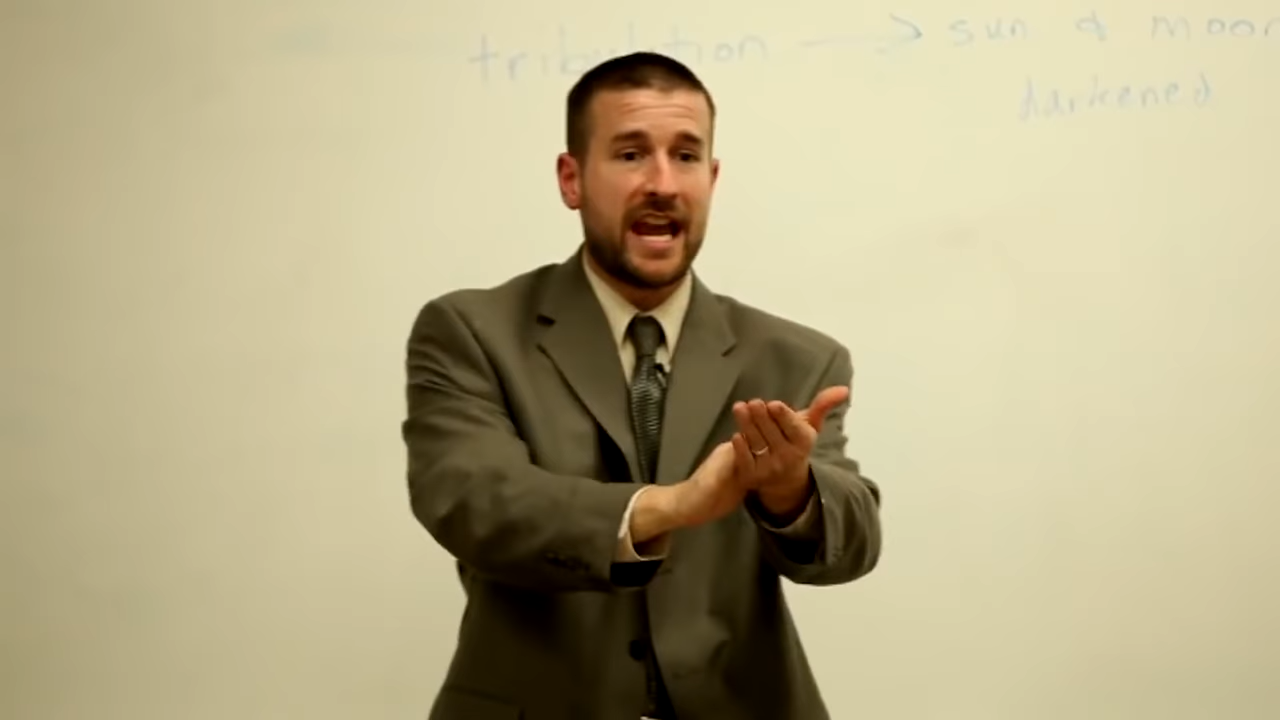 tribulation → sun & moon
darkened